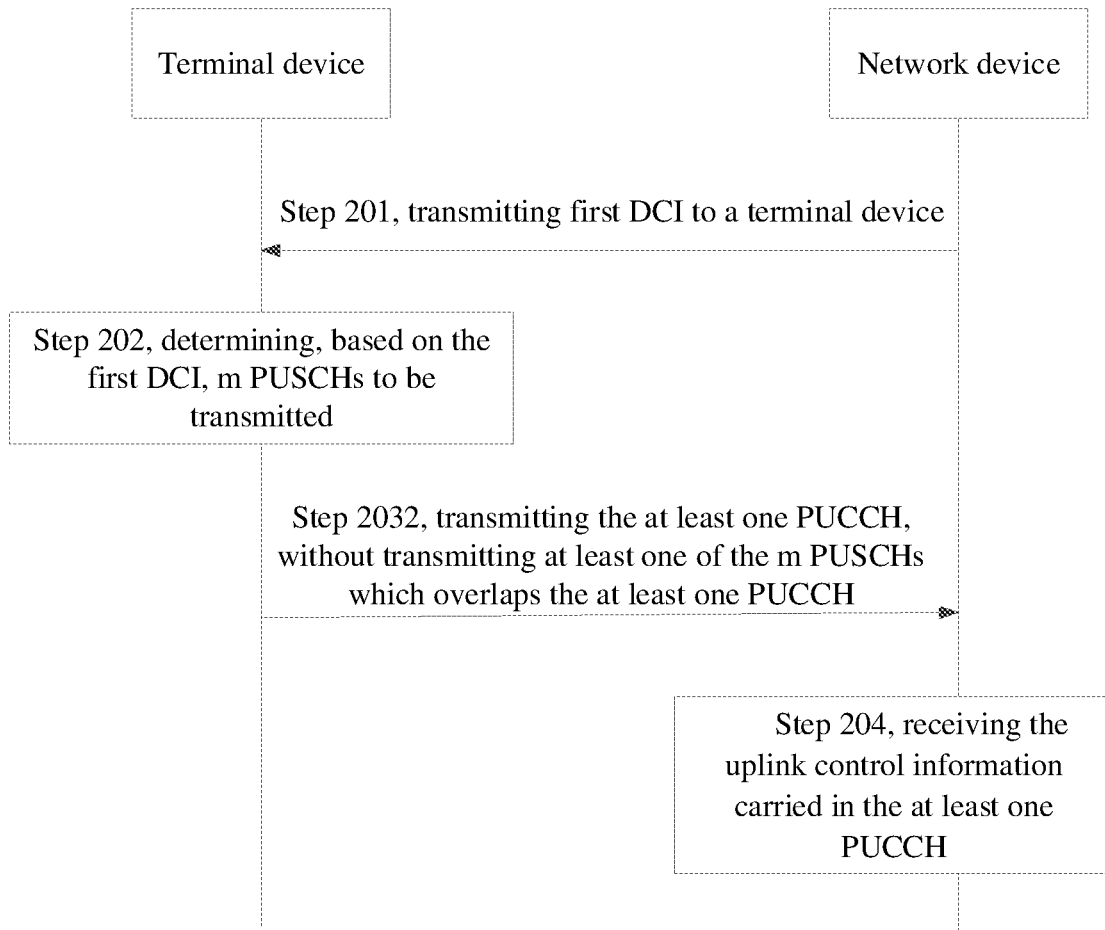 Terminal device
Network device
Step 201, transmitting first DCI to a terminal device
Step 202, determining, based on the
first DCI, m PUSCHs to be
transmitted
Step 2032, transmitting the at least one PUCCH,
without transmitting at least one of the m PUSCHs
which overlaps the at least one PUCCH
Step 204, receiving the
uplink control information
carried in the at least one
PUCCH